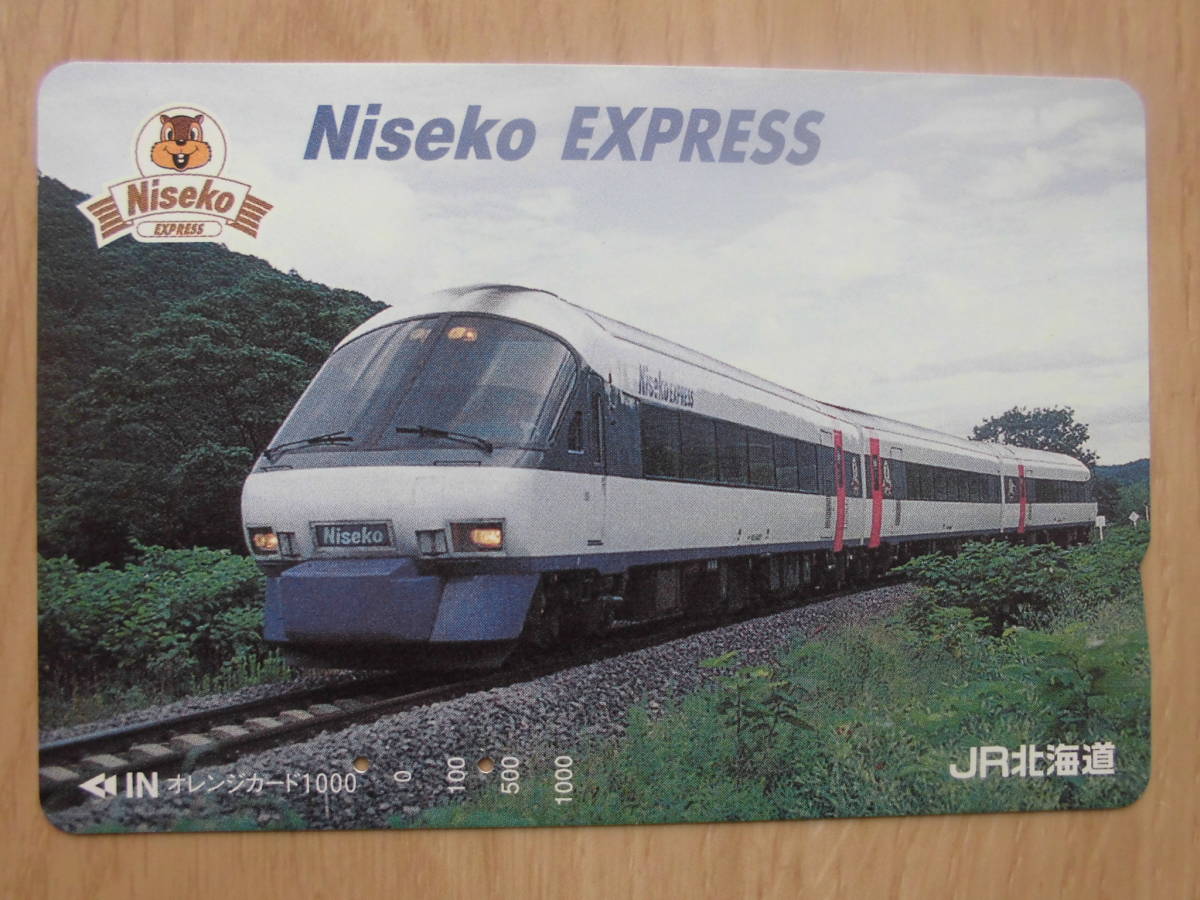 Niseko EXPRESS
Niseko
EXPRESS
Niseko EXPRESS
Niseko
JR北海道
IN オレンジカード1000 0 100 500 1000